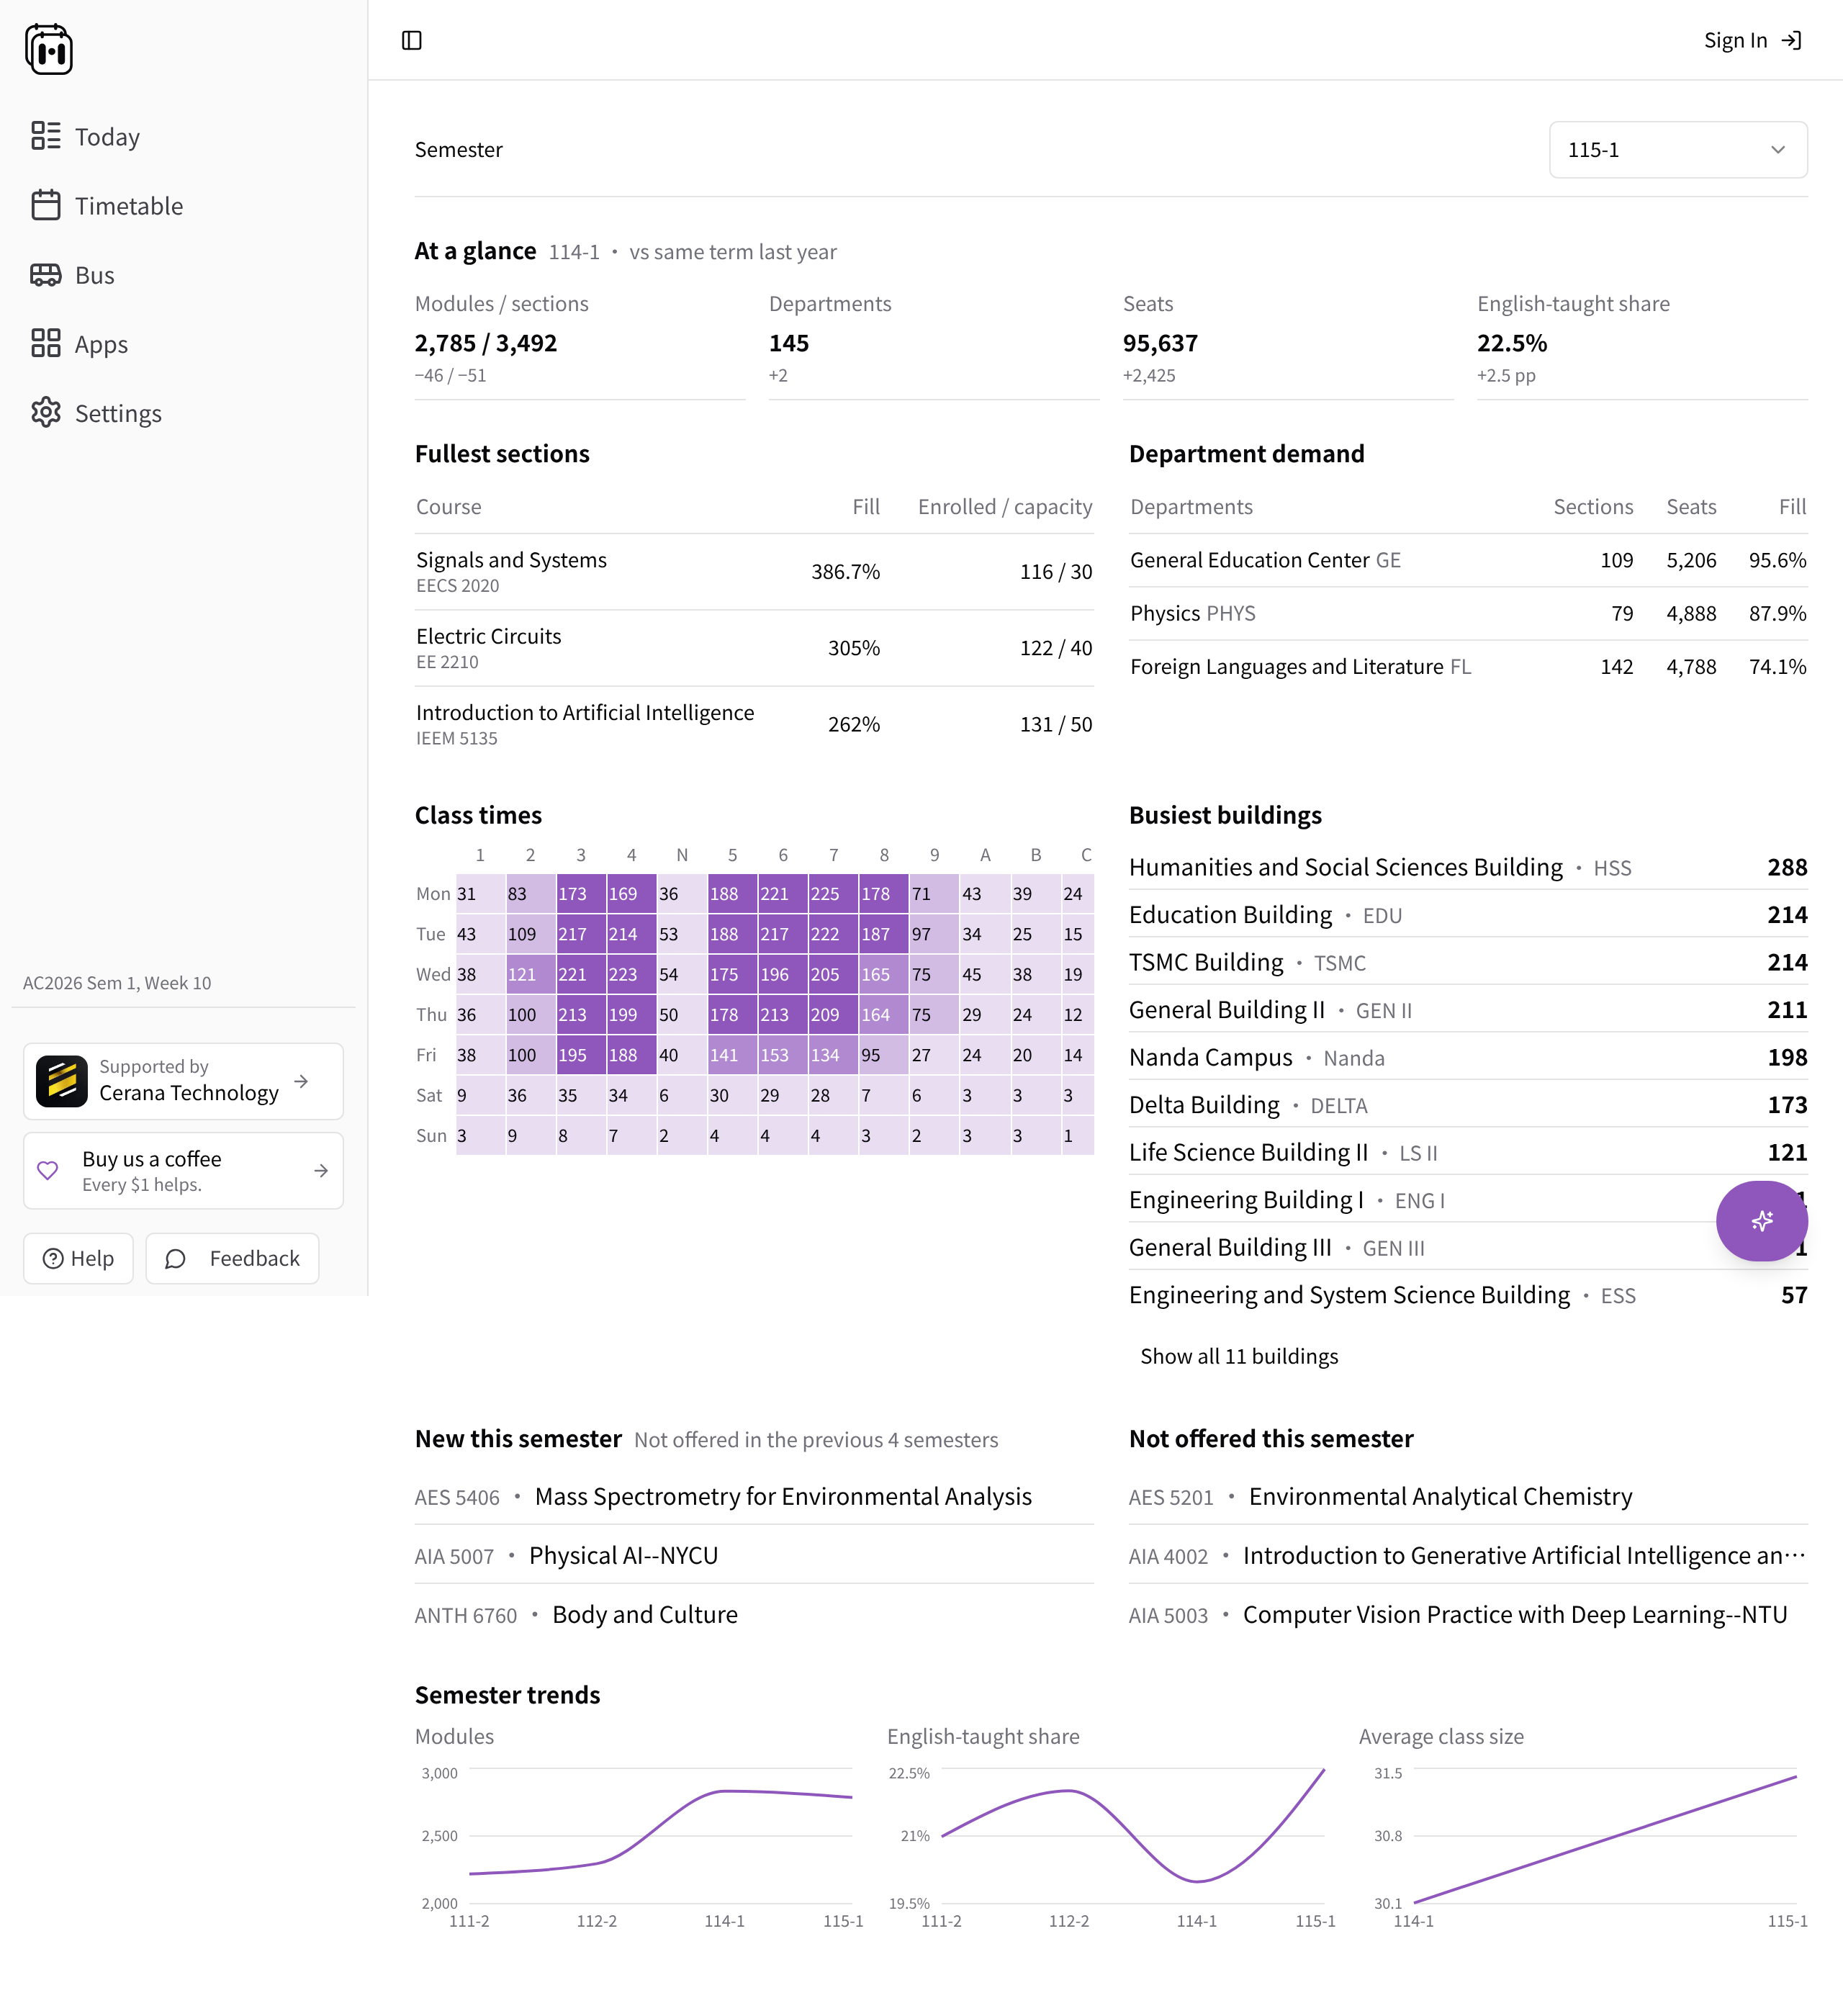 Today
Timetable
Bus
Apps
Settings
AC2026 Sem 1, Week 10
Supported by
Cerana Technology
Buy us a coffee
Every $1 helps.
Help
Feedback
Sign In
Semester
115-1
At a glance 114-1 • vs same term last year
Modules / sections
2,785 / 3,492
−46 / −51
Departments
145
+2
Seats
95,637
+2,425
English-taught share
22.5%
+2.5 pp
Fullest sections
Course Fill Enrolled / capacity
Signals and Systems
EECS 2020
386.7% 116 / 30
Electric Circuits
EE 2210
305% 122 / 40
Introduction to Artificial Intelligence
IEEM 5135
262% 131 / 50
Department demand
Departments Sections Seats Fill
General Education Center GE 109 5,206 95.6%
Physics PHYS 79 4,888 87.9%
Foreign Languages and Literature FL 142 4,788 74.1%
Class times
1 2 3 4 N 5 6 7 8 9 A B C
Mon 31 83 173 169 36 188 221 225 178 71 43 39 24
Tue 43 109 217 214 53 188 217 222 187 97 34 25 15
Wed 38 121 221 223 54 175 196 205 165 75 45 38 19
Thu 36 100 213 199 50 178 213 209 164 75 29 24 12
Fri 38 100 195 188 40 141 153 134 95 27 24 20 14
Sat 9 36 35 34 6 30 29 28 7 6 3 3 3
Sun 3 9 8 7 2 4 4 4 3 2 3 3 1
Busiest buildings
Humanities and Social Sciences Building • HSS 288
Education Building • EDU 214
TSMC Building • TSMC 214
General Building II • GEN II 211
Nanda Campus • Nanda 198
Delta Building • DELTA 173
Life Science Building II • LS II 121
Engineering Building I • ENG I
General Building III • GEN III
Engineering and System Science Building • ESS 57
Show all 11 buildings
New this semester Not offered in the previous 4 semesters
AES 5406 • Mass Spectrometry for Environmental Analysis
AIA 5007 • Physical AI--NYCU
ANTH 6760 • Body and Culture
Not offered this semester
AES 5201 • Environmental Analytical Chemistry
AIA 4002 • Introduction to Generative Artificial Intelligence an…
AIA 5003 • Computer Vision Practice with Deep Learning--NTU
Semester trends
Modules
3,000
2,500
2,000
111-2 112-2 114-1 115-1
English-taught share
22.5%
21%
19.5%
111-2 112-2 114-1 115-1
Average class size
31.5
30.8
30.1
114-1 115-1